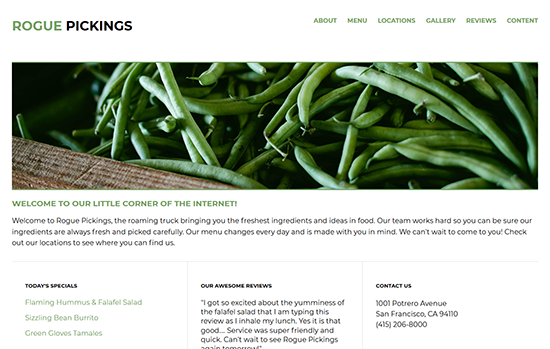 ROGUE PICKINGS
ABOUT MENU LOCATIONS GALLERY REVIEWS CONTENT
WELCOME TO OUR LITTLE CORNER OF THE INTERNET!
Welcome to Rogue Pickings, the roaming truck bringing you the freshest ingredients and ideas in food. Our team works hard so you can be sure our
ingredients are always fresh and picked carefully. Our menu changes every day and is made with you in mind. We can't wait to come to you! Check
out our locations to see where you can find us.
TODAY'S SPECIALS
Flaming Hummus & Falafel Salad
Sizzling Bean Burrito
Green Gloves Tamales
OUR AWESOME REVIEWS
"I got so excited about the yumminess of
the falafel salad that I am typing this
review as I inhale my lunch. Yes it is that
good.... Service was super friendly and
quick. Can't wait to see Rogue Pickings
again tomorrow!"
CONTACT US
1001 Potrero Avenue
San Francisco, CA 94110
(415) 206-8000